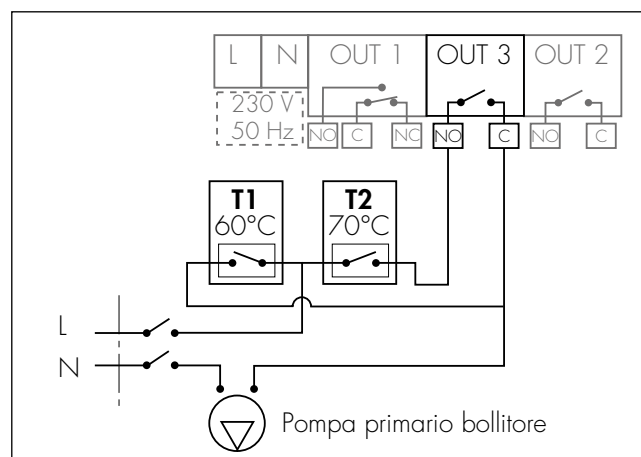 L N OUT 1 OUT 3 OUT 2
230 V
50 Hz
NO C NC NO C NO C
T1 T2
60°C 70°C
L
N
Pompa primario bollitore